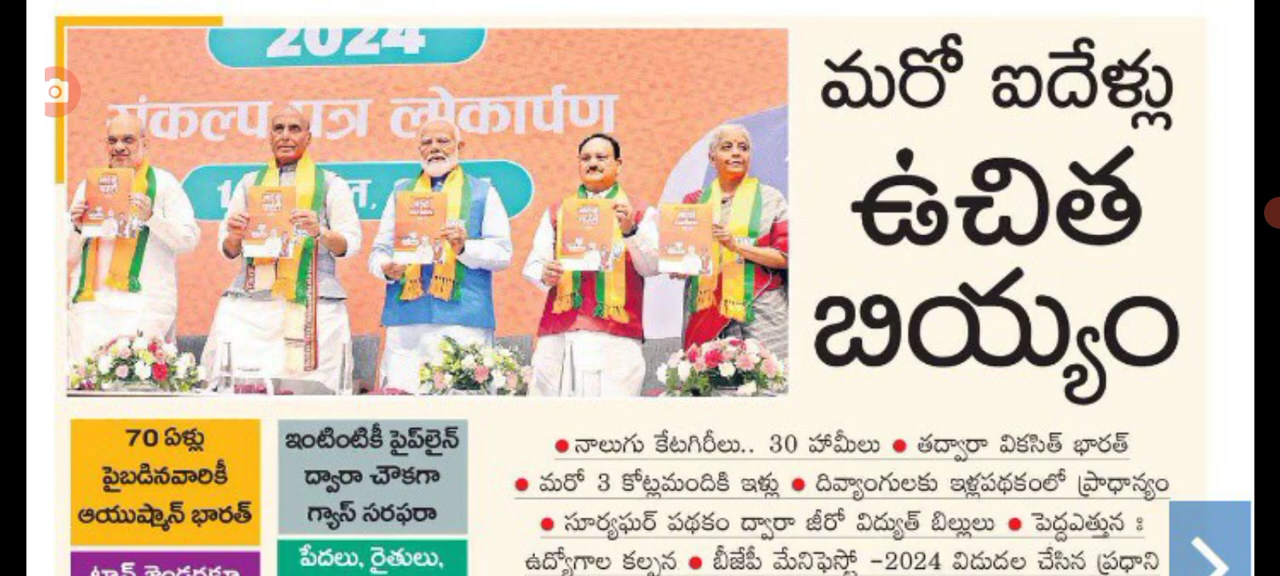 2024
संकल्प पत्र लोकार्पण
మరో ఐదేళ్లు
ఉచిత
బియ్యం
70 ఏళ్లు
పైబడినవారికీ
ఆయుష్మాన్ భారత్
ఇంటింటికీ పైప్‌లైన్
ద్వారా చౌకగా
గ్యాస్ సరఫరా
పేదలు, రైతులు,
● నాలుగు కేటగిరీలు.. 30 హామీలు ● తద్వారా వికసిత్ భారత్
● మరో 3 కోట్లమందికి ఇళ్లు ● దివ్యాంగులకు ఇళ్లపథకంలో ప్రాధాన్యం
● సూర్యఘర్ పథకం ద్వారా జీరో విద్యుత్ బిల్లులు ● పెద్దఎత్తున
ఉద్యోగాల కల్పన ● బీజేపీ మేనిఫెస్టో -2024 విడుదల చేసిన ప్రధాని